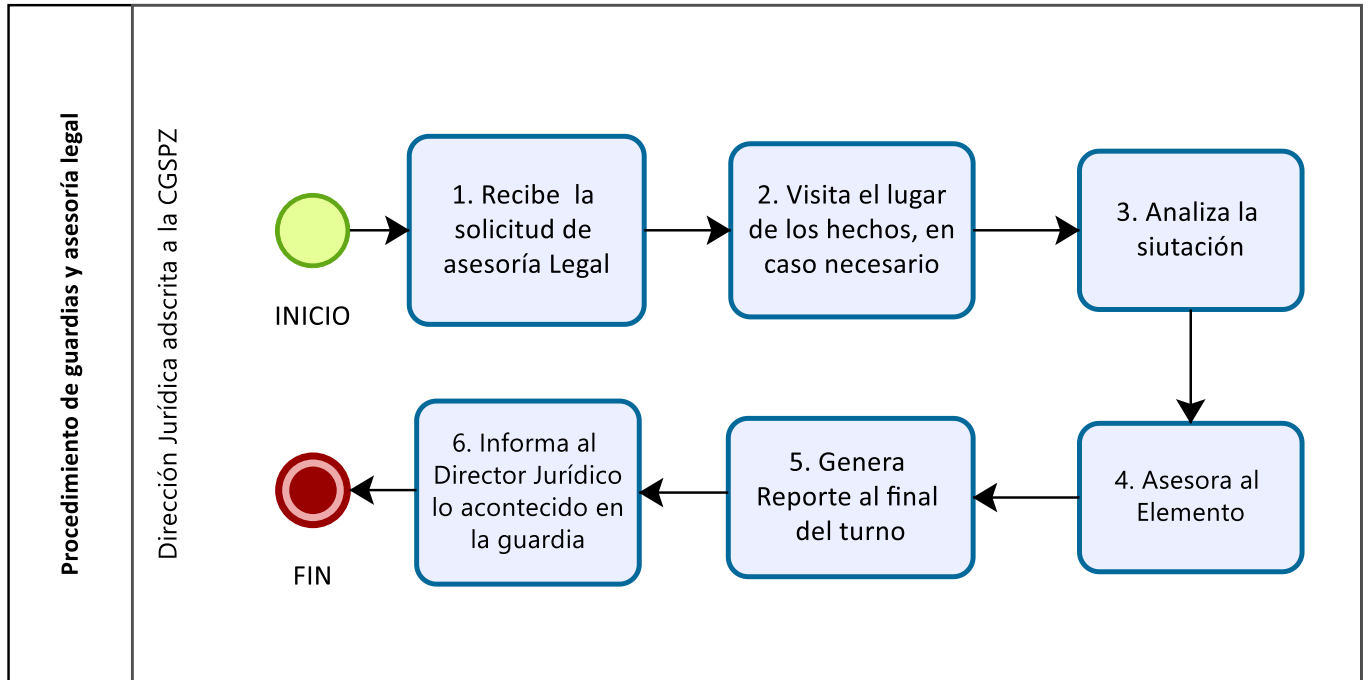 Procedimiento de guardias y asesoría legal
Dirección Jurídica adscrita a la CGSPZ
INICIO
1. Recibe  la
solicitud de
asesoría Legal
2. Visita el lugar
de los hechos, en
caso necesario
3. Analiza la
siutación
4. Asesora al
Elemento
5. Genera
Reporte al final
del turno
6. Informa al
Director Jurídico
lo acontecido en
la guardia
FIN